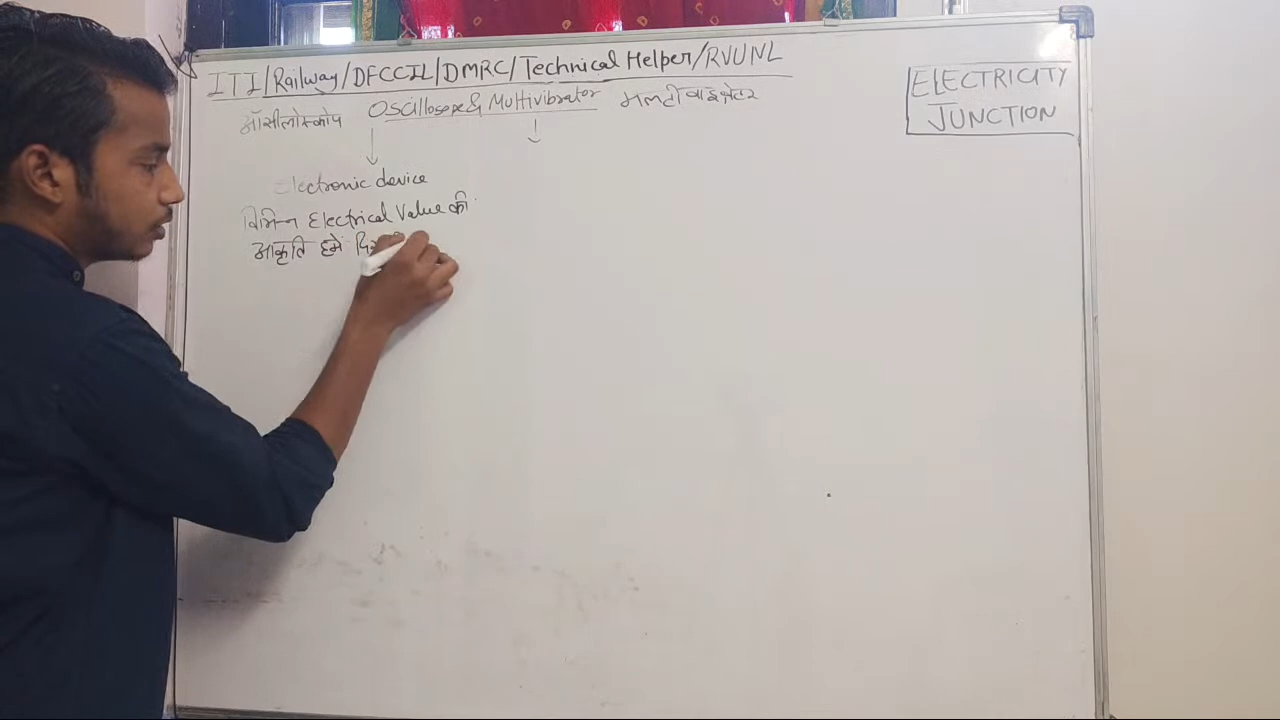 ITI/Railway/DFCCIL/DMRC/Technical Helper/RVUNL
ELECTRICITY
JUNCTION
ऑसीलोस्कोप Oscillosope & Multivibrator मल्टीवाइब्रेटर
Electronic device
विभिन्न Electrical Value की
आकृति हमें